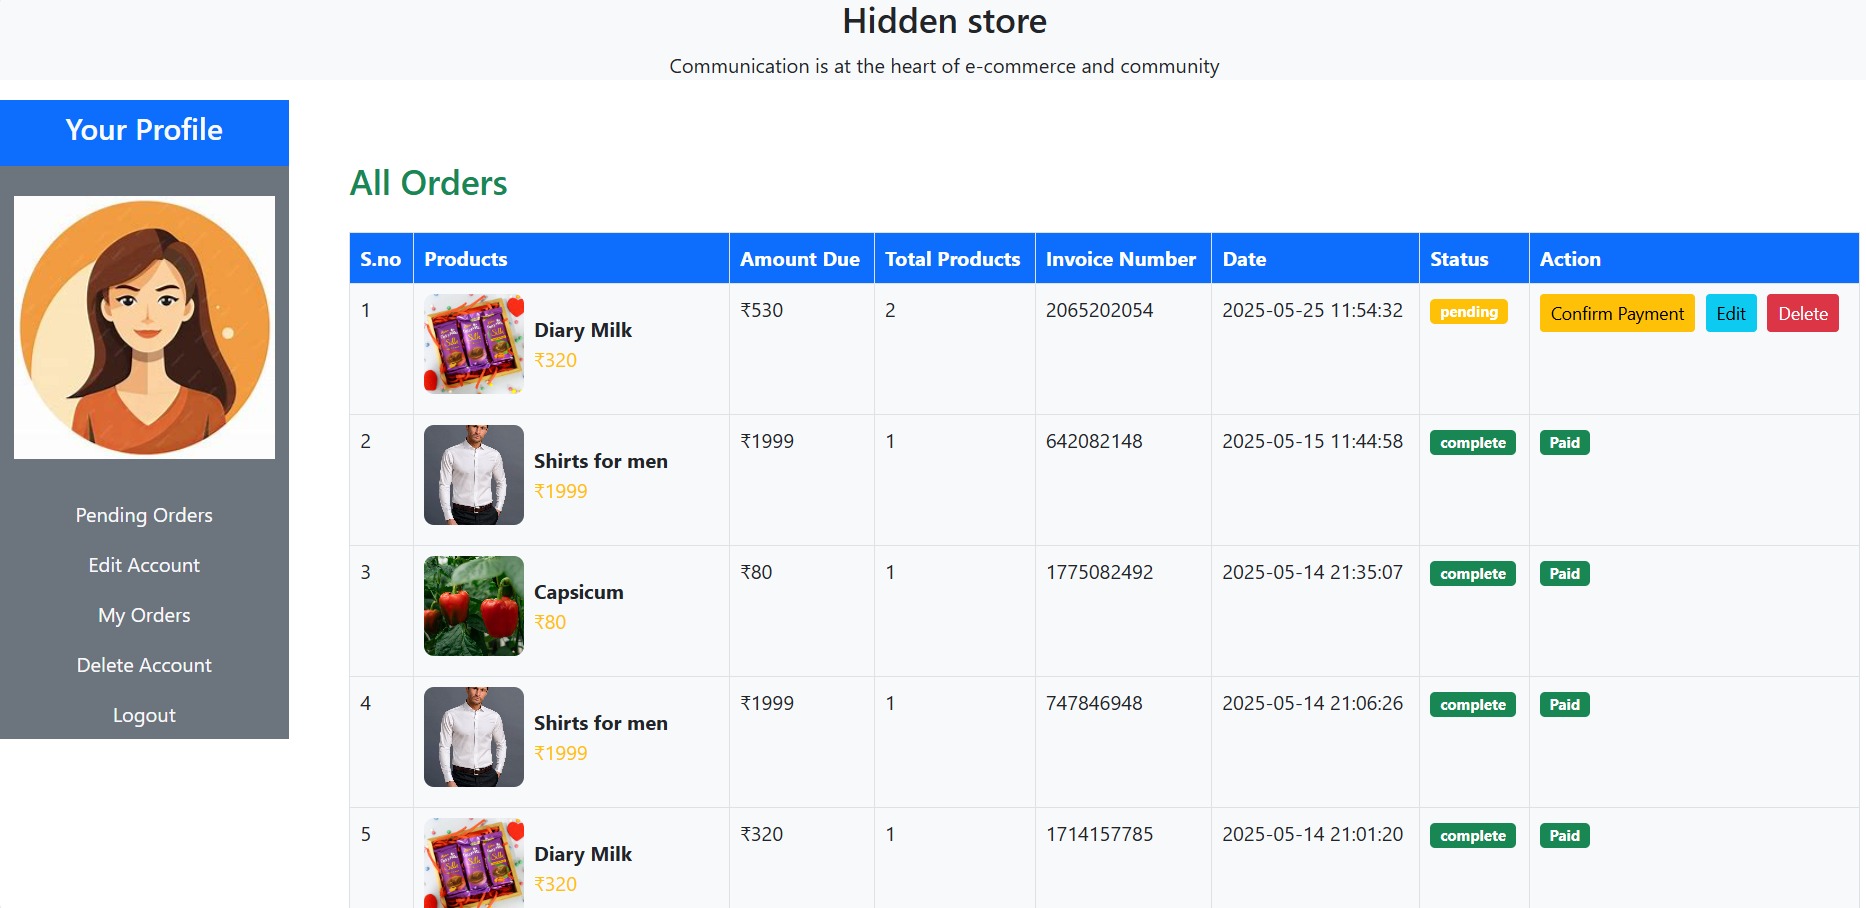 Hidden store
Communication is at the heart of e-commerce and community
Your Profile
Pending Orders
Edit Account
My Orders
Delete Account
Logout
All Orders
S.no Products Amount Due Total Products Invoice Number Date Status Action
1 Diary Milk ₹530 2 2065202054 2025-05-25 11:54:32 pending Confirm Payment Edit Delete
₹320
2 Shirts for men ₹1999 1 642082148 2025-05-15 11:44:58 complete Paid
₹1999
3 Capsicum ₹80 1 1775082492 2025-05-14 21:35:07 complete Paid
₹80
4 Shirts for men ₹1999 1 747846948 2025-05-14 21:06:26 complete Paid
₹1999
5 Diary Milk ₹320 1 1714157785 2025-05-14 21:01:20 complete Paid
₹320